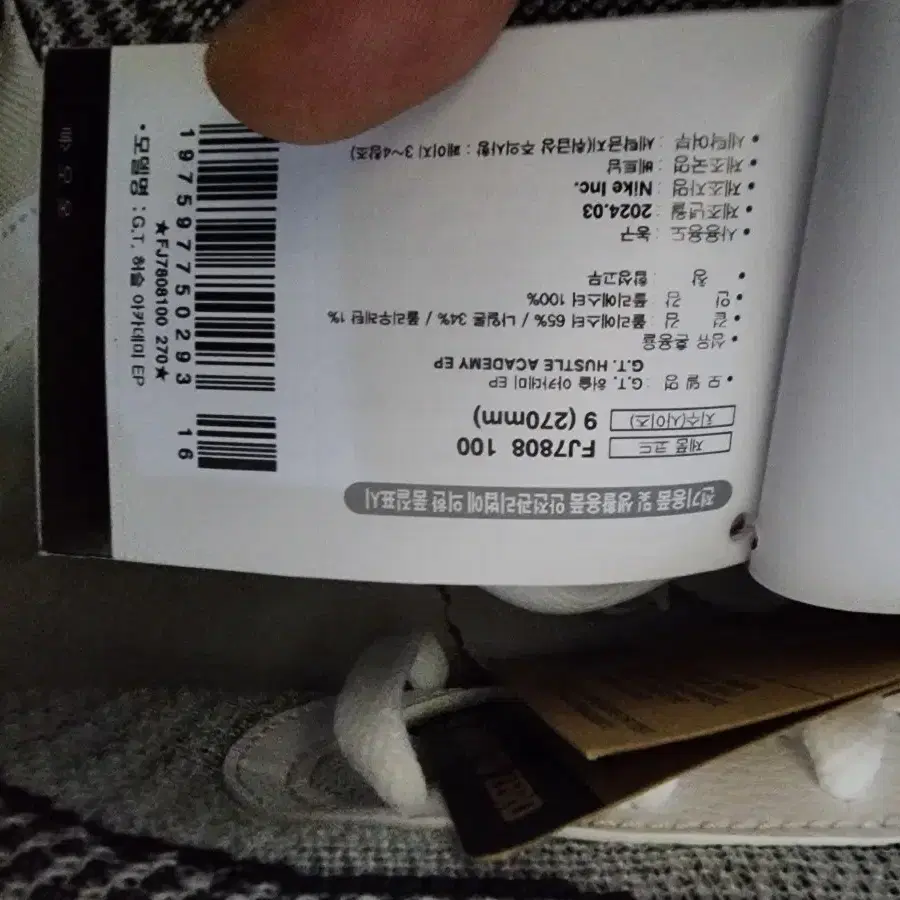 전기용품 및 생활용품 안전관리법에 의한 품질표시
제품 코드 FJ7808 100
치수(사이즈) 9 (270mm)
• 모 델 명 : G.T. 허슬 아카데미 EP
G.T. HUSTLE ACADEMY EP
• 섬유 혼용율
• 겉 감 : 폴리에스터 65% / 나일론 34% / 폴리우레탄 1%
• 안 감 : 폴리에스터 100%
• 창 : 합성고무
• 사용용도 : 농구
• 제조년월 : 2024.03
• 제조자명 : Nike Inc.
• 제조국명 : 베트남
• 세탁여부 : 세탁금지(취급상 주의사항 : 페이지 3~4참조)
197597750293 16
★FJ7808100 270★
• 모델명 : G.T. 허슬 아카데미 EP